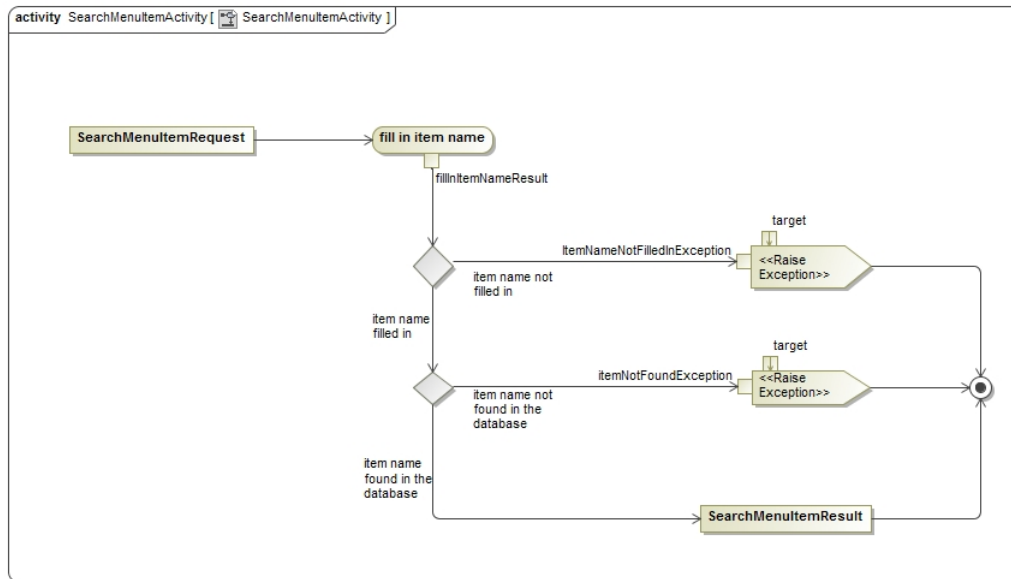 activity SearchMenuItemActivity [ SearchMenuItemActivity ]
SearchMenuItemRequest
fill in item name
fillInItemNameResult
target
ItemNameNotFilledInException
<<Raise
Exception>>
item name not
filled in
item name
filled in
target
itemNotFoundException
<<Raise
Exception>>
item name not
found in the
database
item name
found in the
database
SearchMenuItemResult